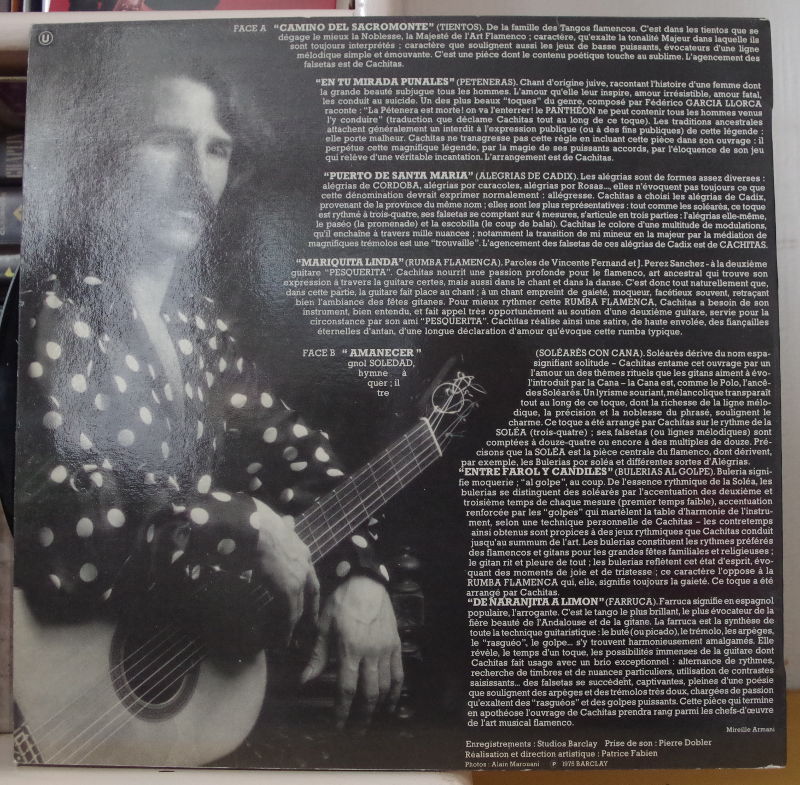 U
FACE A "CAMINO DEL SACROMONTE" (TIENTOS). De la famille des Tangos flamencos. C'est dans les tientos que se
dégage le mieux la Noblesse, la Majesté de l'Art Flamenco ; caractère, qu'exalte la tonalité Majeur dans laquelle ils
sont toujours interprétés ; caractère que soulignent aussi les jeux de basse puissants, évocateurs d'une ligne
mélodique simple et émouvante. C'est une pièce dont le contenu poétique touche au sublime. L'agencement des
falsetas est de Cachitas.
"EN TU MIRADA PUNALES" (PETENERAS). Chant d'origine juive, racontant l'histoire d'une femme dont
la grande beauté subjugue tous les hommes. L'amour qu'elle leur inspire, amour irrésistible, amour fatal,
les conduit au suicide. Un des plus beaux "toques" du genre, composé par Fédérico GARCIA LLORCA
raconte : "La Pétenera est morte! on va l'enterrer! le PANTHÉON ne peut contenir tous les hommes venus
l'y conduire" (traduction que déclame Cachitas tout au long de ce toque). Les traditions ancestrales
attachent généralement un interdit à l'expression publique (ou à des fins publiques) de cette légende :
elle porte malheur. Cachitas ne transgresse pas cette règle en incluant cette pièce dans son ouvrage : il
perpétue cette magnifique légende, par la magie de ses puissants accords, par l'éloquence de son jeu
qui relève d'une véritable incantation. L'arrangement est de Cachitas.
"PUERTO DE SANTA MARIA" (ALEGRIAS DE CADIX). Les alégrias sont de formes assez diverses :
alégrias de CORDOBA, alégrias por caracoles, alégrias por Rosas..., elles n'évoquent pas toujours ce que
cette dénomination devrait exprimer normalement : allégresse. Cachitas a choisi les alégrias de Cadix,
provenant de la province du même nom ; elles sont les plus représentatives : tout comme les soléarès, ce toque
est rythmé à trois-quatre, ses falsetas se comptant sur 4 mesures, s'articule en trois parties : l'alégrias elle-même,
le paséo (la promenade) et la escobilla (le coup de balai). Cachitas le colore d'une multitude de modulations,
qu'il enchaîne à travers mille nuances ; notamment la transition de mi mineur en la majeur par la médiation de
magnifiques trémolos est une "trouvaille". L'agencement des falsetas de ces alégrias de Cadix est de CACHITAS.
"MARIQUITA LINDA" (RUMBA FLAMENCA). Paroles de Vincente Fernand et J. Perez Sanchez - à la deuxième
guitare "PESQUERITA". Cachitas nourrit une passion profonde pour le flamenco, art ancestral qui trouve son
expression à travers la guitare certes, mais aussi dans le chant et dans la danse. C'est donc tout naturellement que,
dans cette partie, la guitare fait place au chant ; à un chant empreint de gaieté, moqueur, facétieux souvent, retraçant
bien l'ambiance des fêtes gitanes. Pour mieux rythmer cette RUMBA FLAMENCA, Cachitas a besoin de son
instrument, bien entendu, et fait appel très opportunément au soutien d'une deuxième guitare, servie pour la
circonstance par son ami "PESQUERITA". Cachitas réalise ainsi une satire, de haute envolée, des fiançailles
éternelles d'antan, d'une longue déclaration d'amour qu'évoque cette rumba typique.
FACE B " AMANECER " (SOLÉARÈS CON CANA). Soléarès dérive du nom espa-
gnol SOLEDAD, signifiant solitude – Cachitas entame cet ouvrage par un
hymne à l'amour un des thèmes rituels que les gitans aiment à évo-
quer ; il l'introduit par la Cana – la Cana est, comme le Polo, l'ancê-
tre des Soléarès. Un lyrisme souriant, mélancolique transparaît
tout au long de ce toque, dont la richesse de la ligne mélo-
dique, la précision et la noblesse du phrasé, soulignent le
charme. Ce toque a été arrangé par Cachitas sur le rythme de la
SOLÉA (trois-quatre) ; ses, falsetas (ou lignes mélodiques) sont
comptées à douze-quatre ou encore à des multiples de douze. Pré-
cisons que la SOLÉA est la pièce centrale du flamenco, dont dérivent,
par exemple, les Bulerias por soléa et différentes sortes d'Alégrias.
"ENTRE FAROL Y CANDILES" (BULERIAS AL GOLPE). Buleria signi-
fie moquerie ; "al golpe", au coup. De l'essence rythmique de la Soléa, les
bulerias se distinguent des soléarès par l'accentuation des deuxième et
troisième temps de chaque mesure (premier temps faible), accentuation
renforcée par les "golpes" qui martèlent la table d'harmonie de l'instru-
ment, selon une technique personnelle de Cachitas – les contretemps
ainsi obtenus sont propices à des jeux rythmiques que Cachitas conduit
jusqu'au summum de l'art. Les bulerias constituent les rythmes préférés
des flamencos et gitans pour les grandes fêtes familiales et religieuses ;
le gitan rit et pleure de tout ; les bulerias reflètent cet état d'esprit, évo-
quant des moments de joie et de tristesse ; ce caractère l'oppose à la
RUMBA FLAMENCA qui, elle, signifie toujours la gaieté. Ce toque a été
arrangé par Cachitas.
"DE NARANJITA A LIMON" (FARRUCA). Farruca signifie en espagnol
populaire, l'arrogante. C'est le tango le plus brillant, le plus évocateur de la
fière beauté de l'Andalouse et de la gitane. La farruca est la synthèse de
toute la technique guitaristique : le buté (ou picado), le trémolo, les arpèges,
le "rasguéo", le golpe... s'y trouvent harmonieusement amalgamés. Elle
révèle, le temps d'un toque, les possibilités immenses de la guitare dont
Cachitas fait usage avec un brio exceptionnel : alternance de rythmes,
recherche de timbres et de nuances particuliers, utilisation de contrastes
saisissants... des falsetas se succèdent, captivantes, pleines d'une poésie
que soulignent des arpèges et des trémolos très doux, chargées de passion
qu'exaltent des "rasguéos" et des golpes puissants. Cette pièce qui termine
en apothéose l'ouvrage de Cachitas prendra rang parmi les chefs-d'œuvre
de l'art musical flamenco.
Mireille Armani
Enregistrements : Studios Barclay Prise de son : Pierre Dobler
Réalisation et direction artistique : Patrice Fabien
Photos : Alain Marouani ℗ 1975 BARCLAY